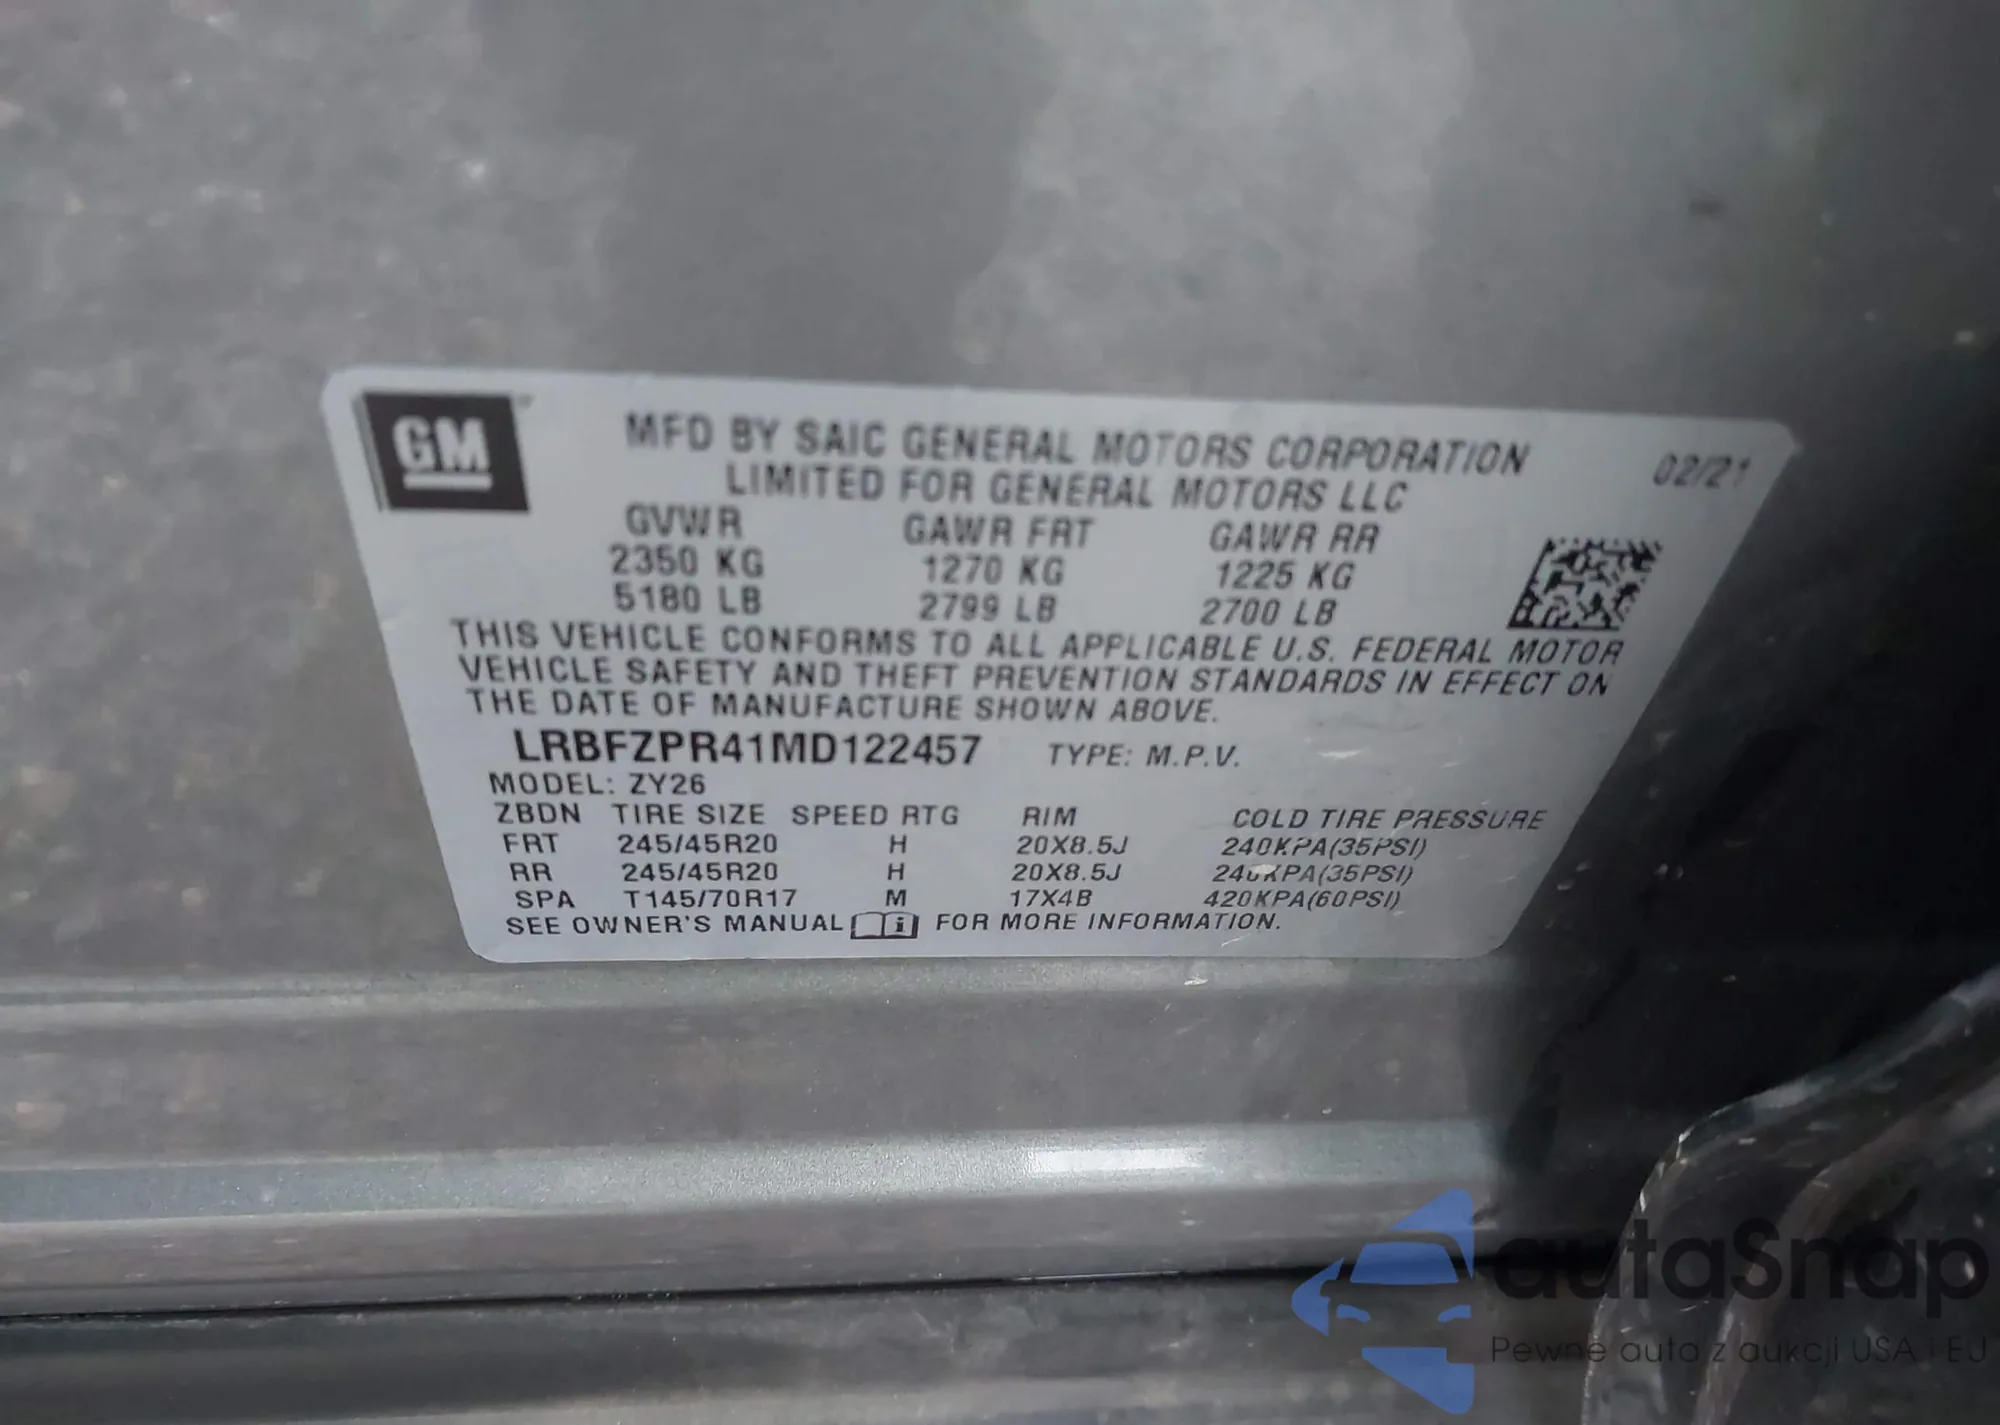 GM
MFD BY SAIC GENERAL MOTORS CORPORATION
LIMITED FOR GENERAL MOTORS LLC
02/21
GVWR GAWR FRT GAWR RR
2350 KG 1270 KG 1225 KG
5180 LB 2799 LB 2700 LB
THIS VEHICLE CONFORMS TO ALL APPLICABLE U.S. FEDERAL MOTOR
VEHICLE SAFETY AND THEFT PREVENTION STANDARDS IN EFFECT ON
THE DATE OF MANUFACTURE SHOWN ABOVE.
LRBFZPR41MD122457 TYPE: M.P.V.
MODEL: ZY26
ZBDN TIRE SIZE SPEED RTG RIM COLD TIRE PRESSURE
FRT 245/45R20 H 20X8.5J 240KPA(35PSI)
RR 245/45R20 H 20X8.5J 240KPA(35PSI)
SPA T145/70R17 M 17X4B 420KPA(60PSI)
SEE OWNER'S MANUAL FOR MORE INFORMATION.
autaSnap
Pewne auta z aukcji USA i EU